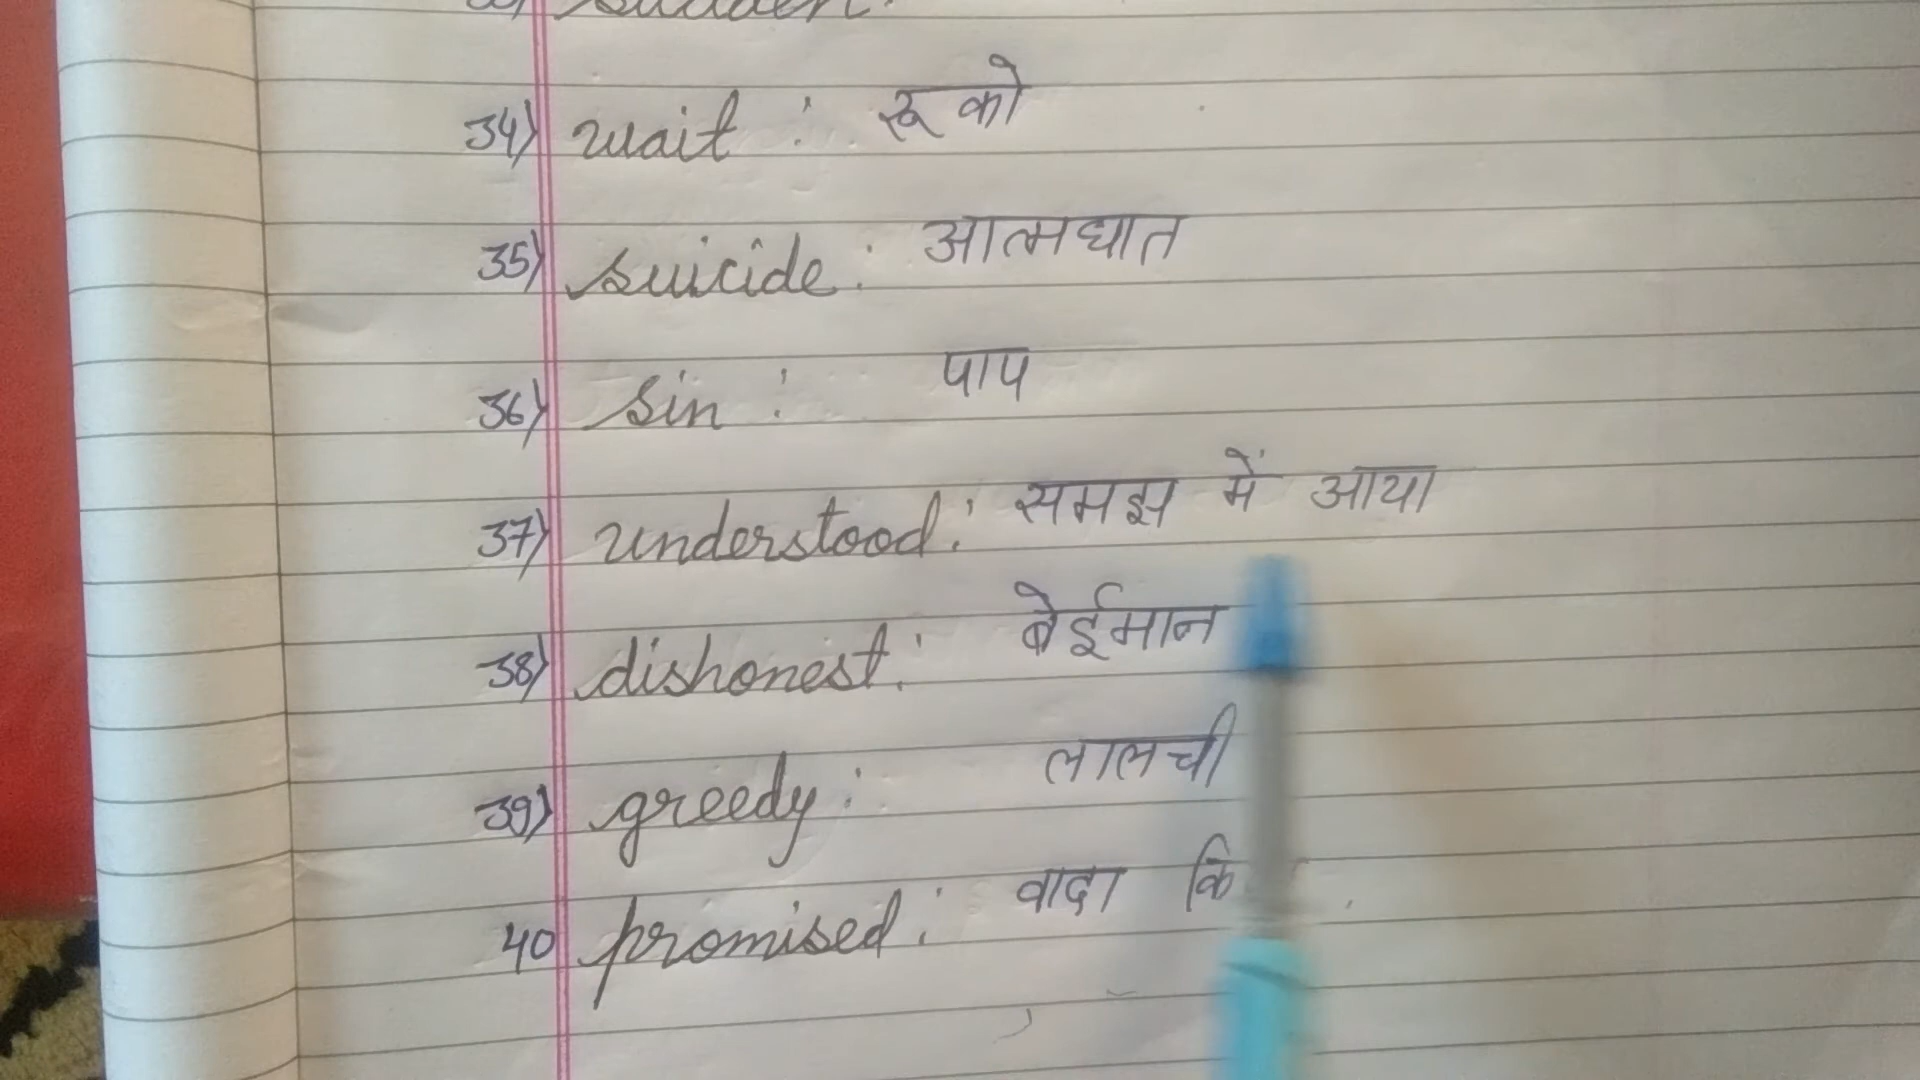 sudden:
34) wait : रूको
35) suicide : आत्मघात
36) sin : पाप
37) understood : समझ में आया
38) dishonest : बेईमान
39) greedy : लालची
40 promised : वादा